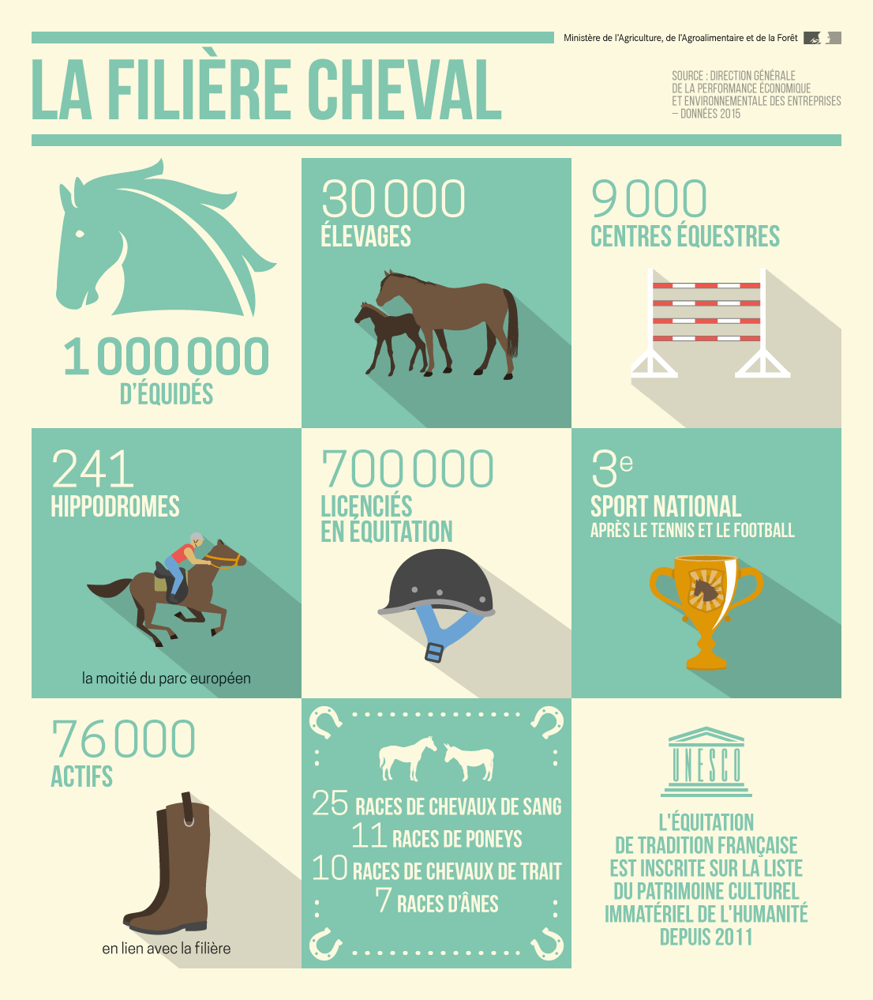 Ministère de l'Agriculture, de l'Agroalimentaire et de la Forêt
LA FILIÈRE CHEVAL
SOURCE : DIRECTION GÉNÉRALE
DE LA PERFORMANCE ÉCONOMIQUE
ET ENVIRONNEMENTALE DES ENTREPRISES
– DONNÉES 2015
1 000 000
D'ÉQUIDÉS
30 000
ÉLEVAGES
9 000
CENTRES ÉQUESTRES
241
HIPPODROMES
la moitié du parc européen
700 000
LICENCIÉS
EN ÉQUITATION
3e
SPORT NATIONAL
APRÈS LE TENNIS ET LE FOOTBALL
76 000
ACTIFS
en lien avec la filière
25 RACES DE CHEVAUX DE SANG
11 RACES DE PONEYS
10 RACES DE CHEVAUX DE TRAIT
7 RACES D'ÂNES
UNESCO
L'ÉQUITATION
DE TRADITION FRANÇAISE
EST INSCRITE SUR LA LISTE
DU PATRIMOINE CULTUREL
IMMATÉRIEL DE L'HUMANITÉ
DEPUIS 2011